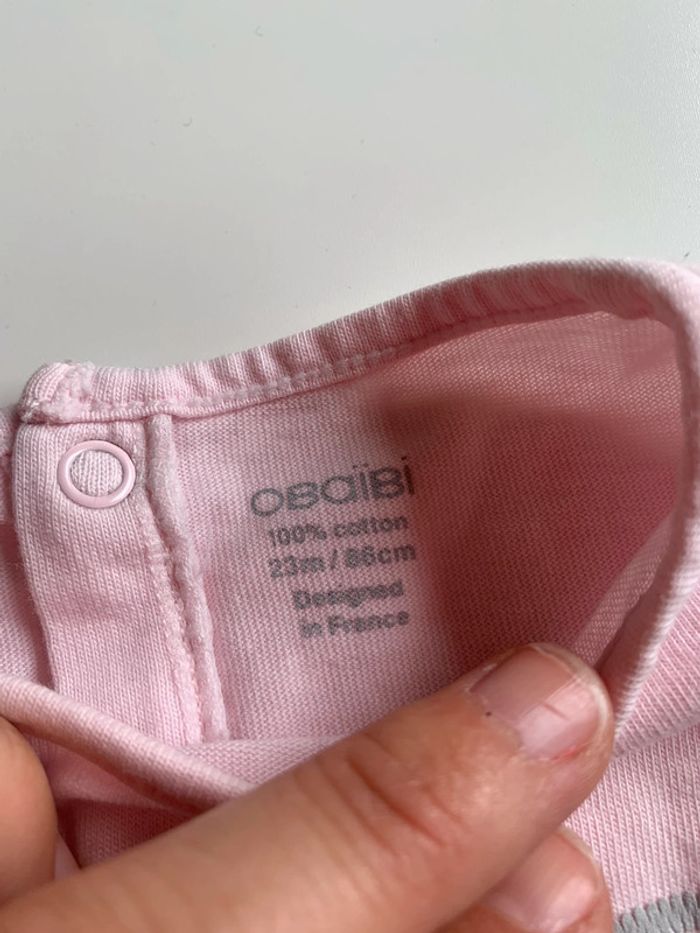 OBAÏBI
100% cotton
23m / 86cm
Designed
in France